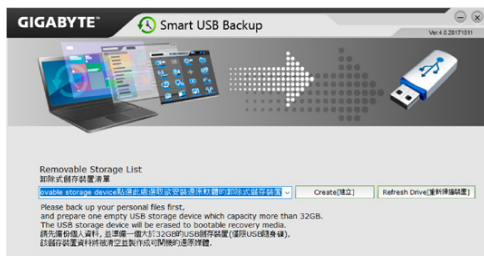 GIGABYTE™
Smart USB Backup
Ver 4.0.20171011
Removable Storage List
卸除式儲存裝置清單
ovable storage device點選此處選取欲安裝還原軟體的卸除式儲存裝置
Create[建立]
Refresh Drive[重新掃描裝置]
Please back up your personal files first,
and prepare one empty USB storage device which capacity more than 32GB.
The USB storage device will be erased to bootable recovery media.
請先備份個人資料, 並準備一個大於32GB的USB儲存裝置(僅限USB隨身碟),
該儲存裝置資料將被清空並製作成可開機的還原媒體.